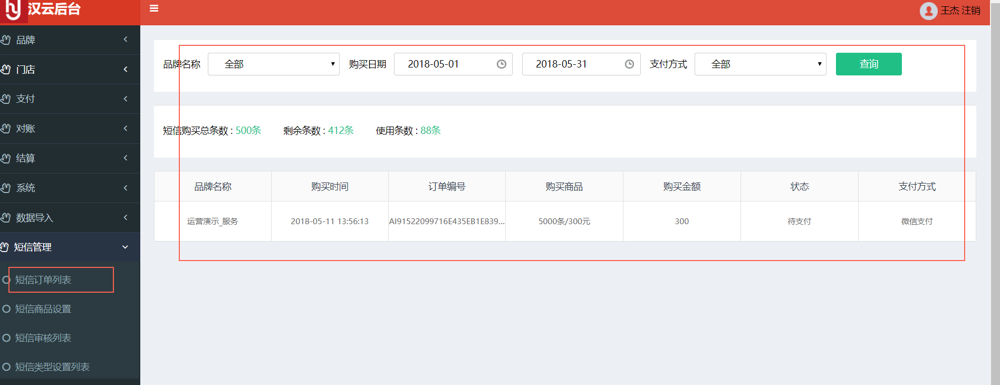 汉云后台
王杰 注销
品牌
门店
支付
对账
结算
系统
数据导入
短信管理
短信订单列表
短信商品设置
短信审核列表
短信类型设置列表
品牌名称 全部 购买日期 2018-05-01 2018-05-31 支付方式 全部 查询
短信购买总条数 : 500条 剩余条数 : 412条 使用条数 : 88条
品牌名称 购买时间 订单编号 购买商品 购买金额 状态 支付方式
运营演示_服务 2018-05-11 13:56:13 AI91522099716E435EB1E839... 5000条/300元 300 待支付 微信支付